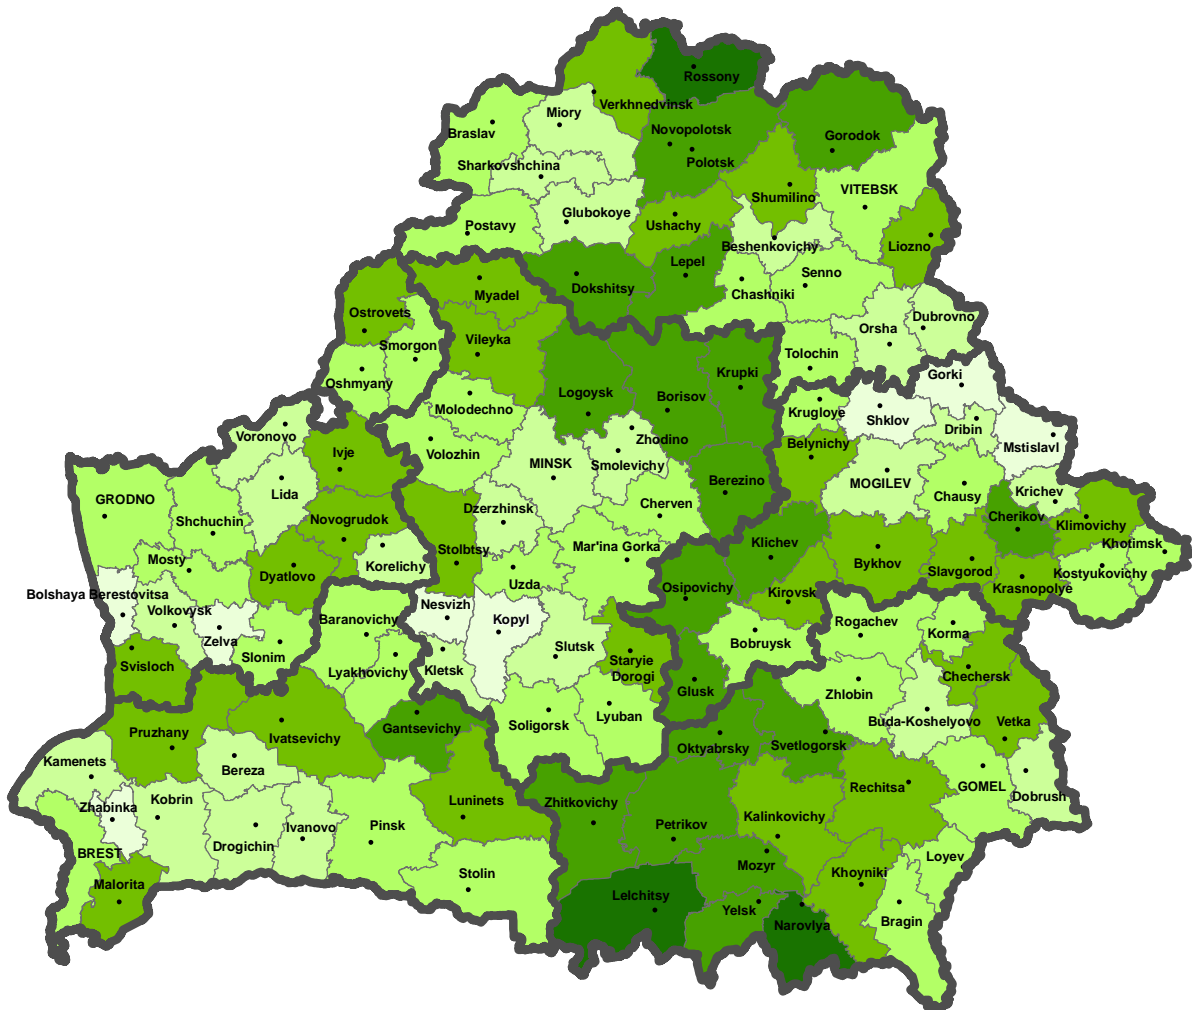 Rossony
Verkhnedvinsk
Miory
Braslav
Novopolotsk
Gorodok
Polotsk
Sharkovshchina
Shumilino
VITEBSK
Glubokoye
Postavy
Ushachy
Beshenkovichy
Liozno
Lepel
Senno
Dokshitsy
Myadel
Chashniki
Ostrovets
Dubrovno
Orsha
Smorgon
Vileyka
Tolochin
Oshmyany
Krupki
Gorki
Logoysk
Borisov
Molodechno
Krugloye
Shklov
Dribin
Voronovo
Zhodino
Belynichy
Mstislavl
Ivje
Volozhin
MINSK
Smolevichy
Lida
Berezino
MOGILEV
Chausy
Krichev
GRODNO
Cherven
Dzerzhinsk
Shchuchin
Novogrudok
Cherikov
Klimovichy
Klichev
Khotimsk
Stolbtsy
Mar'ina Gorka
Mosty
Korelichy
Bykhov
Slavgorod
Kostyukovichy
Dyatlovo
Uzda
Osipovichy
Krasnopolye
Bolshaya Berestovitsa
Kirovsk
Nesvizh
Volkovysk
Baranovichy
Kopyl
Rogachev
Korma
Zelva
Bobruysk
Slonim
Slutsk
Svisloch
Lyakhovichy
Kletsk
Staryie
Dorogi
Chechersk
Glusk
Zhlobin
Lyuban
Buda-Koshelyovo
Vetka
Soligorsk
Gantsevichy
Pruzhany
Ivatsevichy
Oktyabrsky
Svetlogorsk
Kamenets
Bereza
Rechitsa
GOMEL
Dobrush
Zhabinka
Kobrin
Luninets
Zhitkovichy
Ivanovo
Pinsk
Petrikov
Kalinkovichy
Drogichin
BREST
Loyev
Mozyr
Khoyniki
Malorita
Stolin
Lelchitsy
Yelsk
Bragin
Narovlya